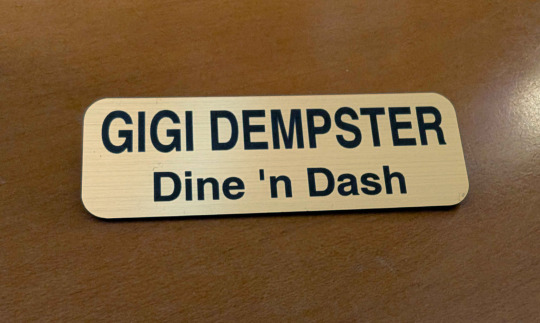 GIGI DEMPSTER
Dine 'n Dash